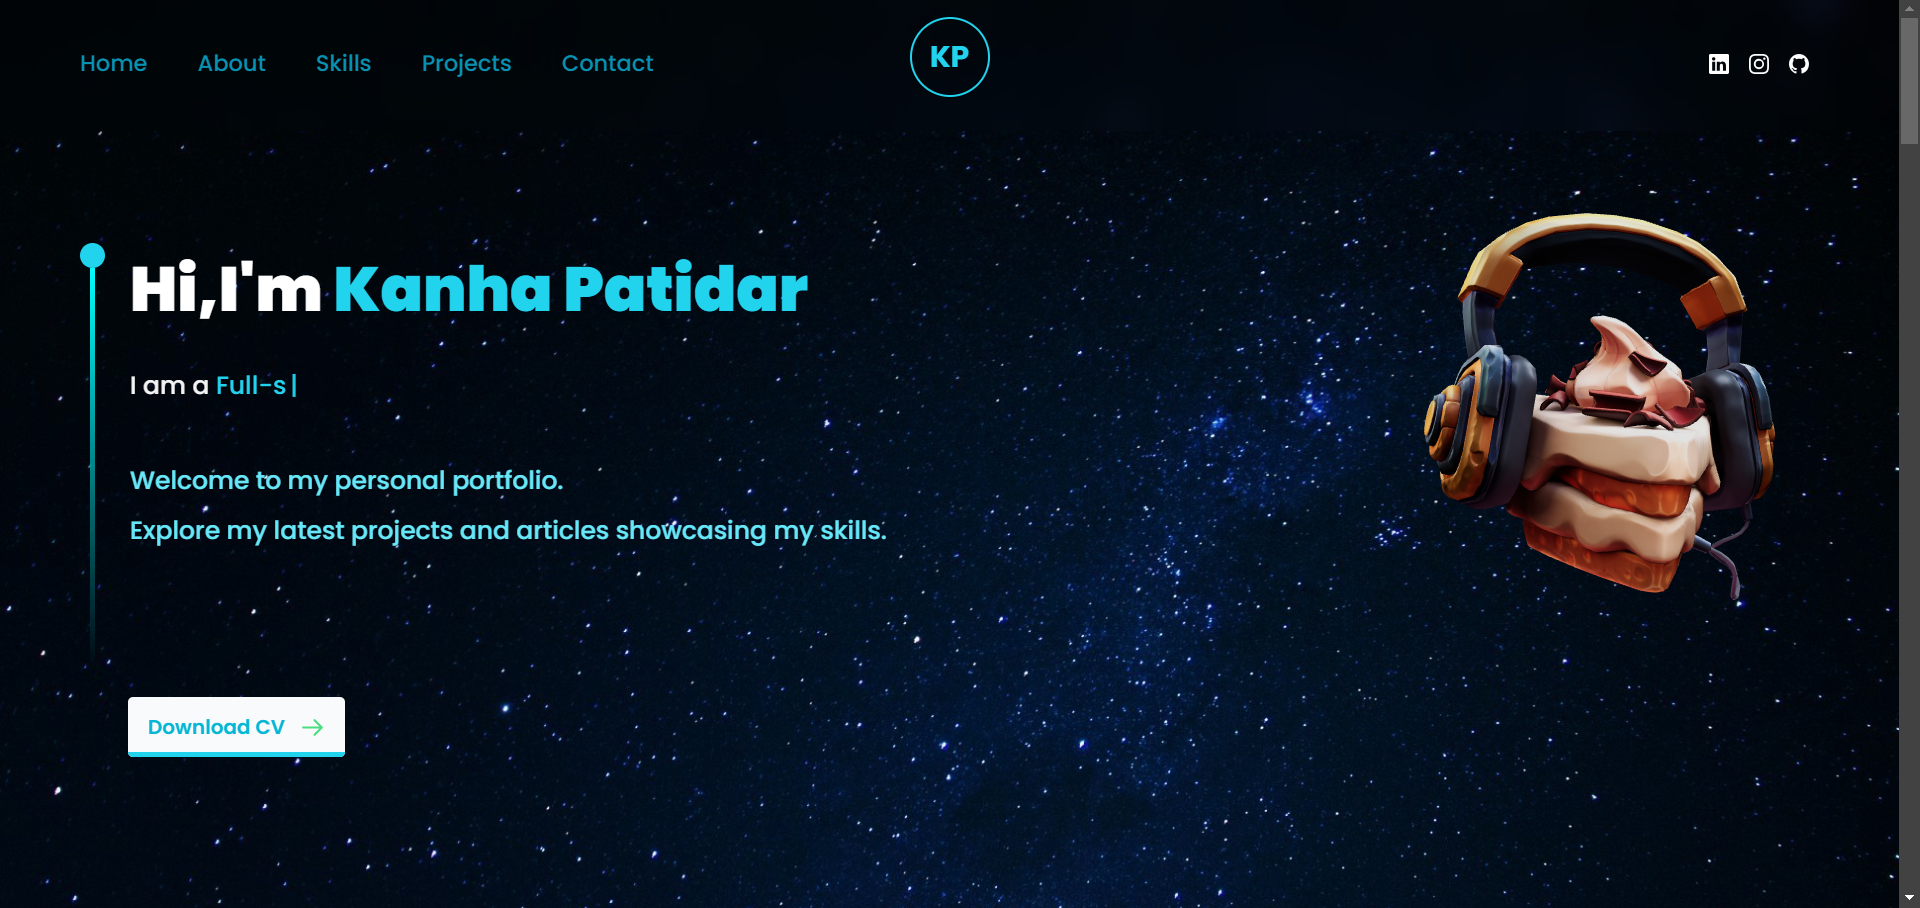 Home About Skills Projects Contact
KP
Hi,I'm Kanha Patidar
I am a Full-s|
Welcome to my personal portfolio.
Explore my latest projects and articles showcasing my skills.
Download CV